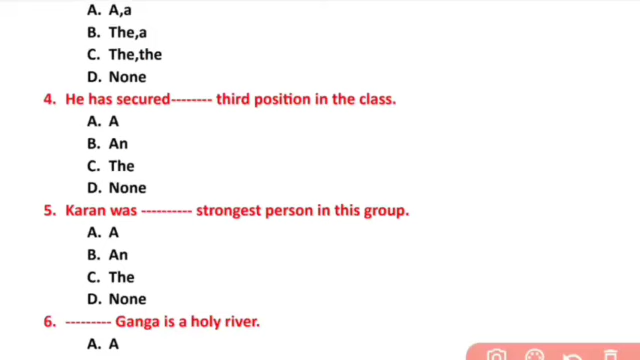 A. A,a
B. The,a
C. The,the
D. None
4. He has secured-------- third position in the class.
A. A
B. An
C. The
D. None
5. Karan was ---------- strongest person in this group.
A. A
B. An
C. The
D. None
6. --------- Ganga is a holy river.
A. A